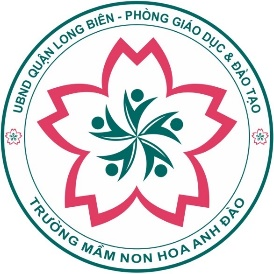 UBND QUẬN LONG BIÊN - PHÒNG GIÁO DỤC & ĐÀO TẠO
TRƯỜNG MẦM NON HOA ANH ĐÀO